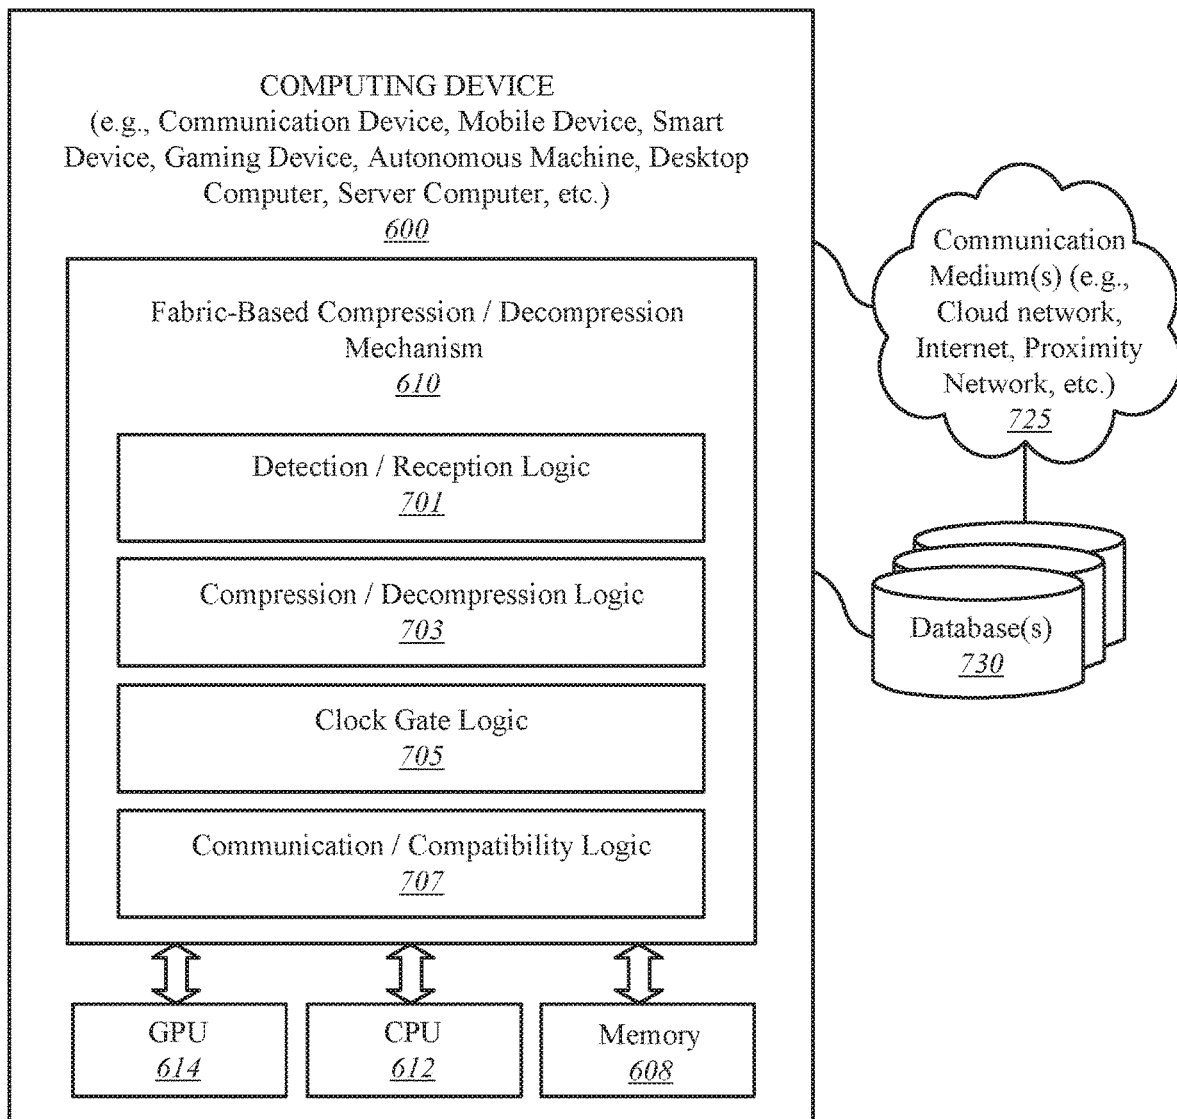 COMPUTING DEVICE
(e.g., Communication Device, Mobile Device, Smart
Device, Gaming Device, Autonomous Machine, Desktop
Computer, Server Computer, etc.)
600
Fabric-Based Compression / Decompression
Mechanism
610
Detection / Reception Logic
701
Compression / Decompression Logic
703
Clock Gate Logic
705
Communication / Compatibility Logic
707
GPU
614
CPU
612
Memory
608
Communication
Medium(s) (e.g.,
Cloud network,
Internet, Proximity
Network, etc.)
725
Database(s)
730